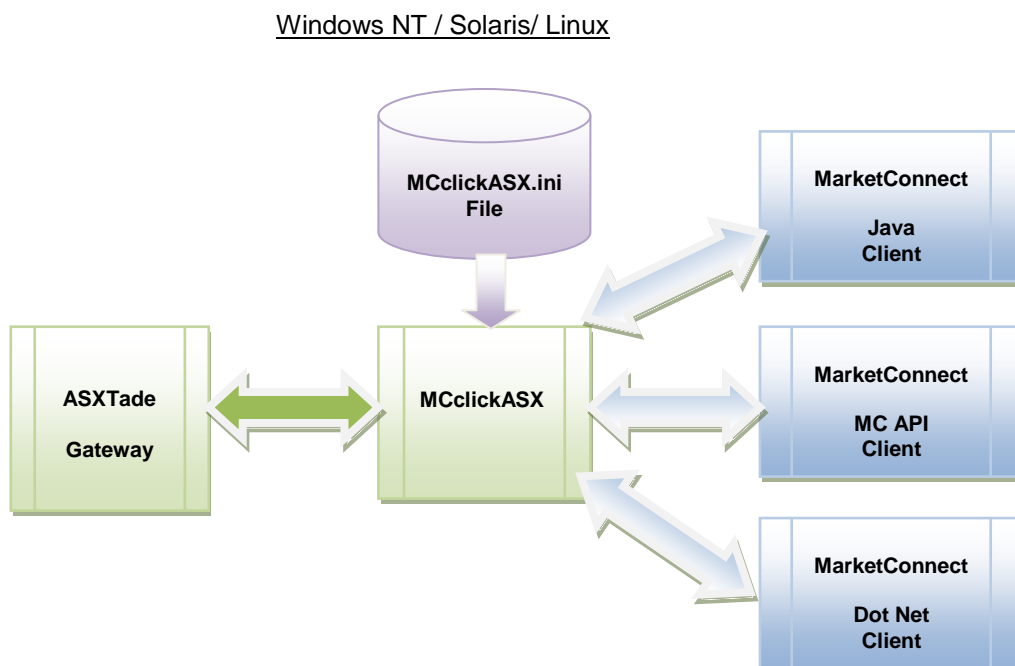 Windows NT / Solaris/ Linux
MCclickASX.ini
File
MarketConnect
Java
Client
ASXTade
Gateway
MCclickASX
MarketConnect
MC API
Client
MarketConnect
Dot Net
Client